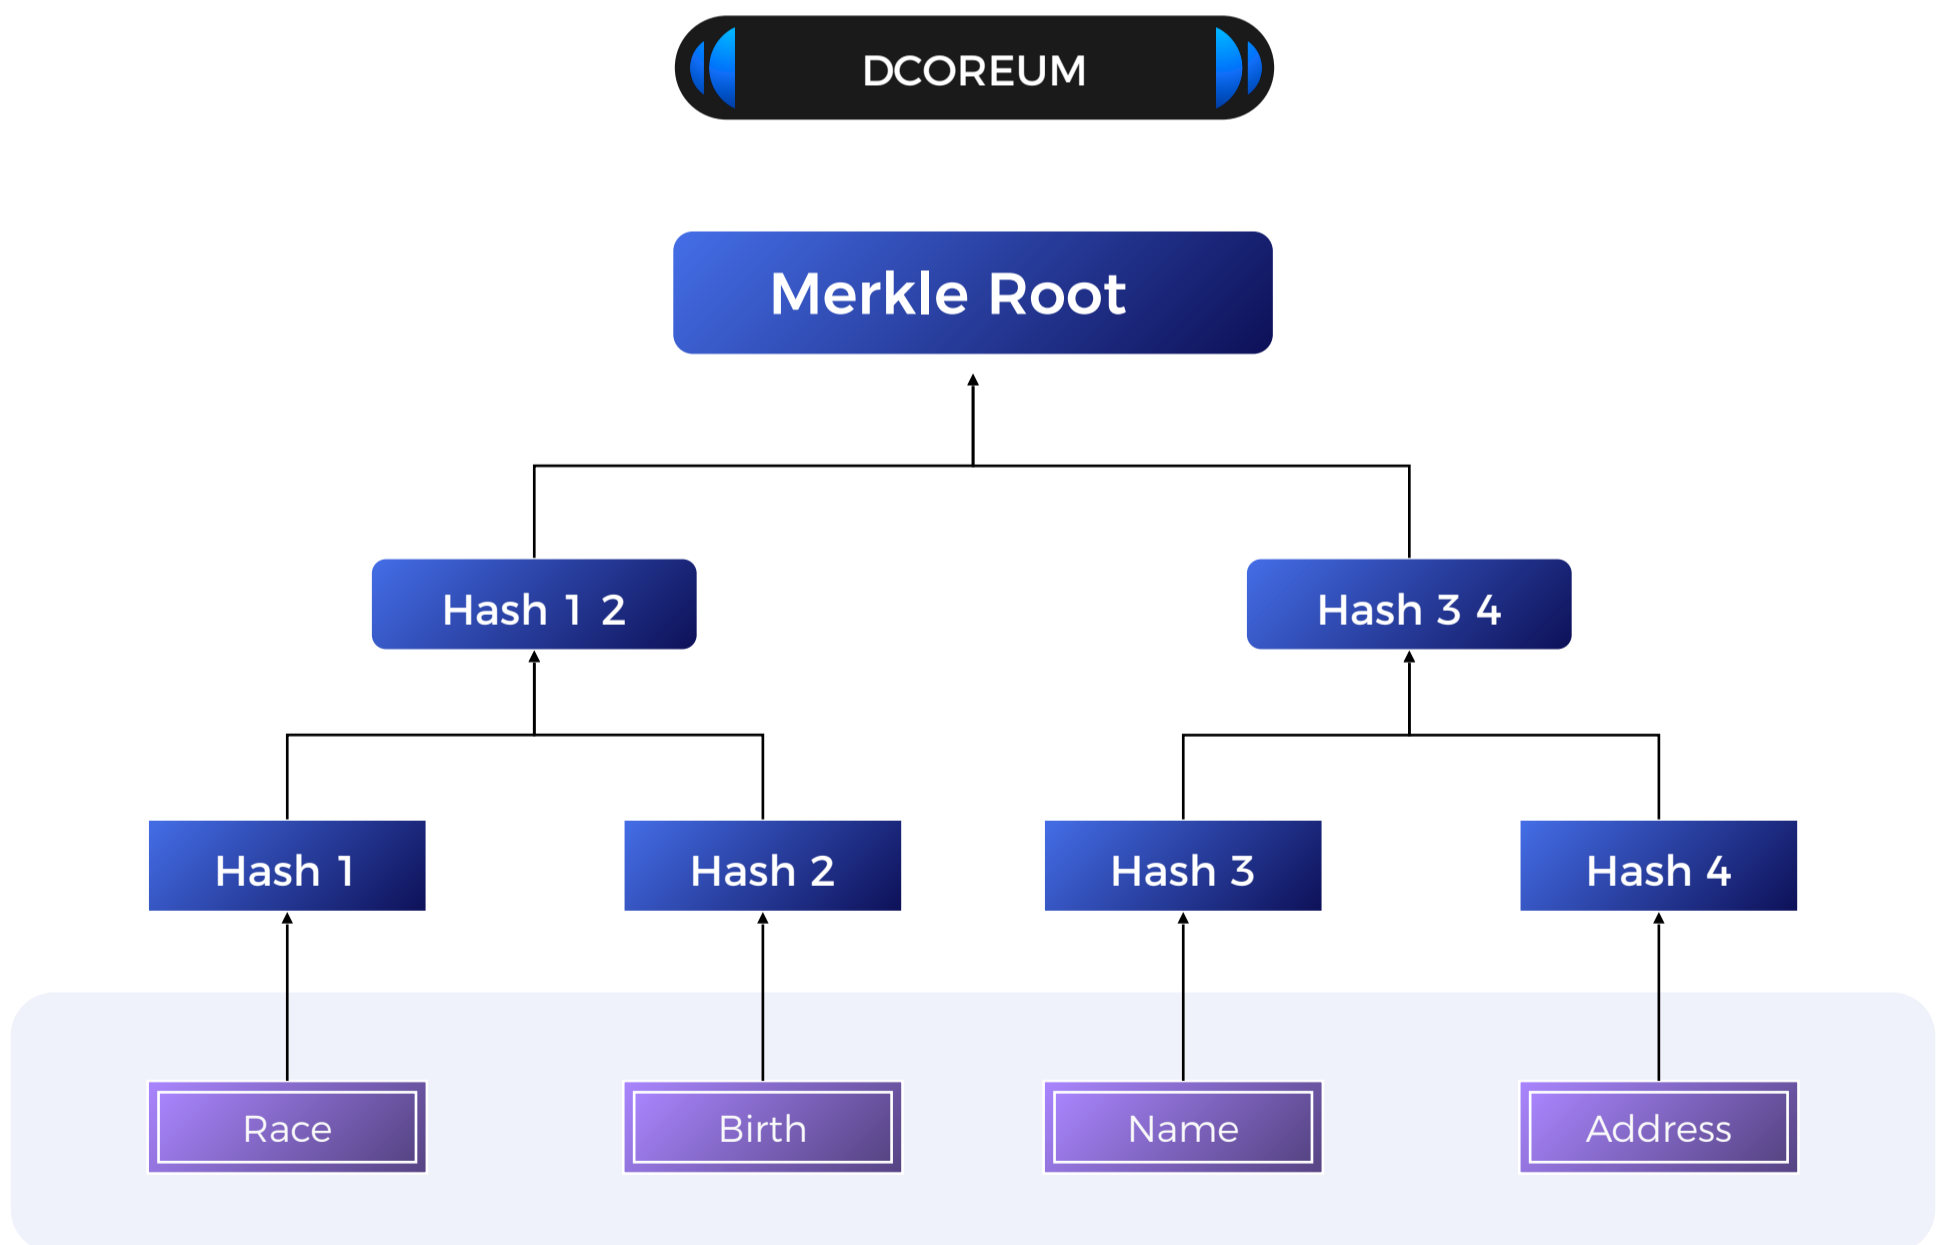 DCOREUM
Merkle Root
Hash 1 2
Hash 3 4
Hash 1
Hash 2
Hash 3
Hash 4
Race
Birth
Name
Address